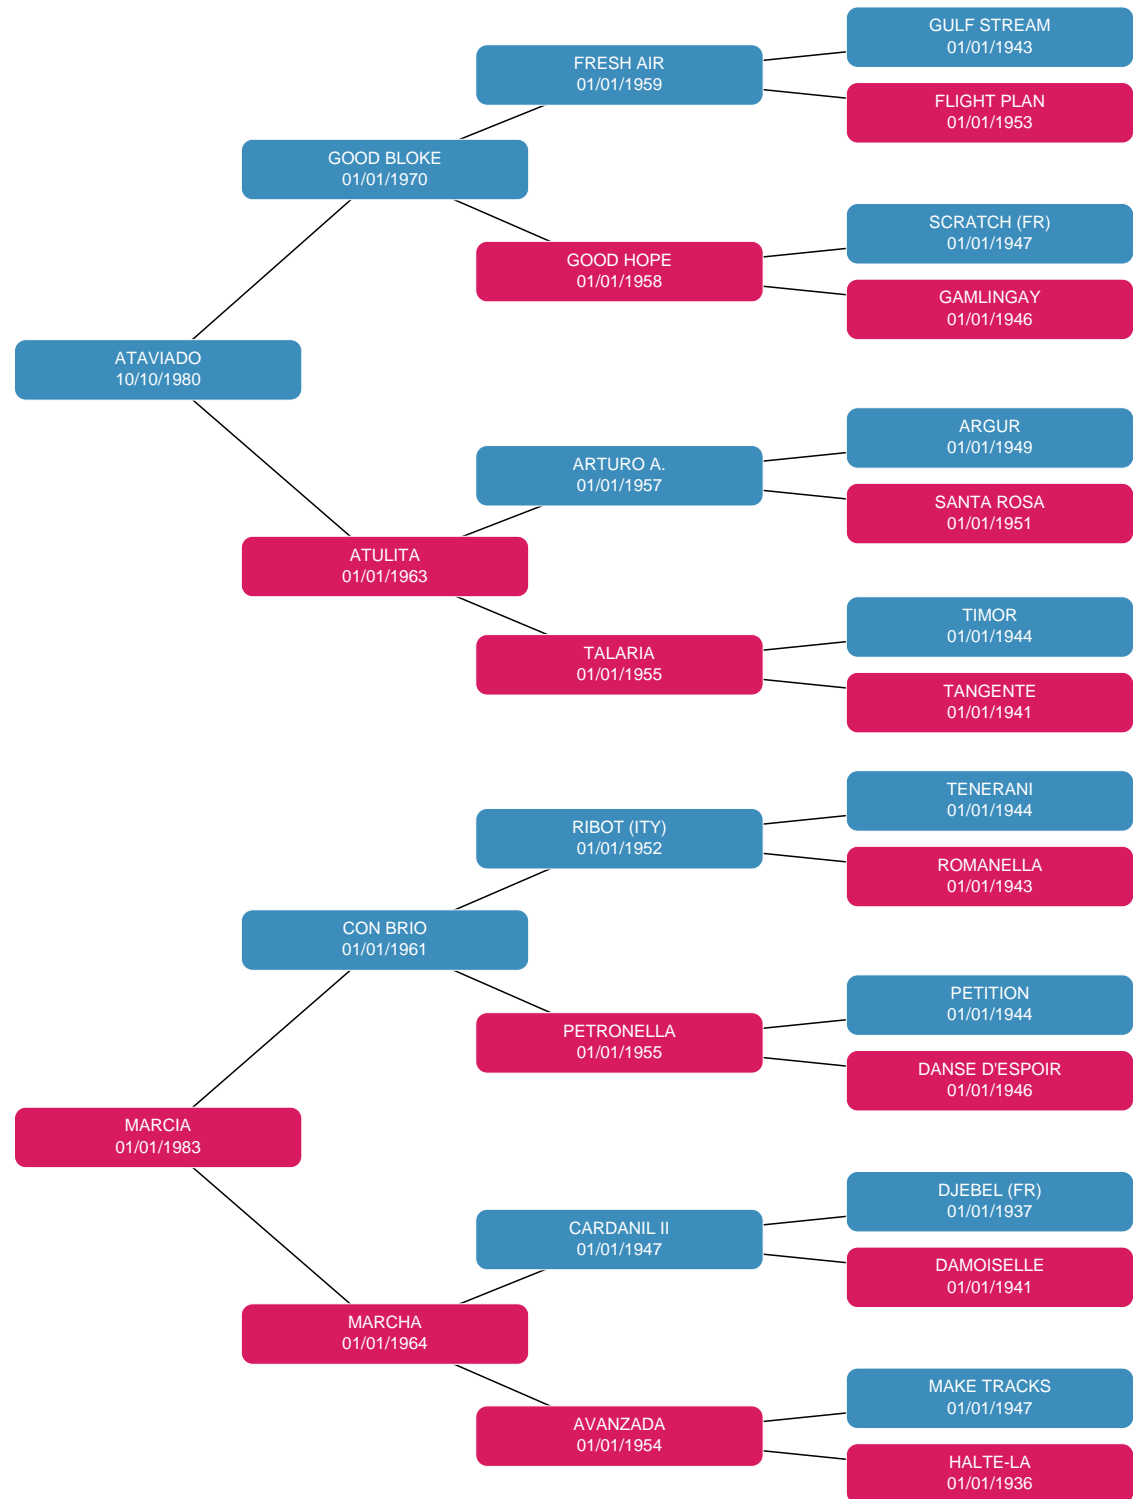 GULF STREAM
01/01/1943
FRESH AIR
01/01/1959
FLIGHT PLAN
01/01/1953
GOOD BLOKE
01/01/1970
SCRATCH (FR)
01/01/1947
GOOD HOPE
01/01/1958
GAMLINGAY
01/01/1946
ATAVIADO
10/10/1980
ARGUR
01/01/1949
ARTURO A.
01/01/1957
SANTA ROSA
01/01/1951
ATULITA
01/01/1963
TIMOR
01/01/1944
TALARIA
01/01/1955
TANGENTE
01/01/1941
TENERANI
01/01/1944
RIBOT (ITY)
01/01/1952
ROMANELLA
01/01/1943
CON BRIO
01/01/1961
PETITION
01/01/1944
PETRONELLA
01/01/1955
DANSE D'ESPOIR
01/01/1946
MARCIA
01/01/1983
DJEBEL (FR)
01/01/1937
CARDANIL II
01/01/1947
DAMOISELLE
01/01/1941
MARCHA
01/01/1964
MAKE TRACKS
01/01/1947
AVANZADA
01/01/1954
HALTE-LA
01/01/1936